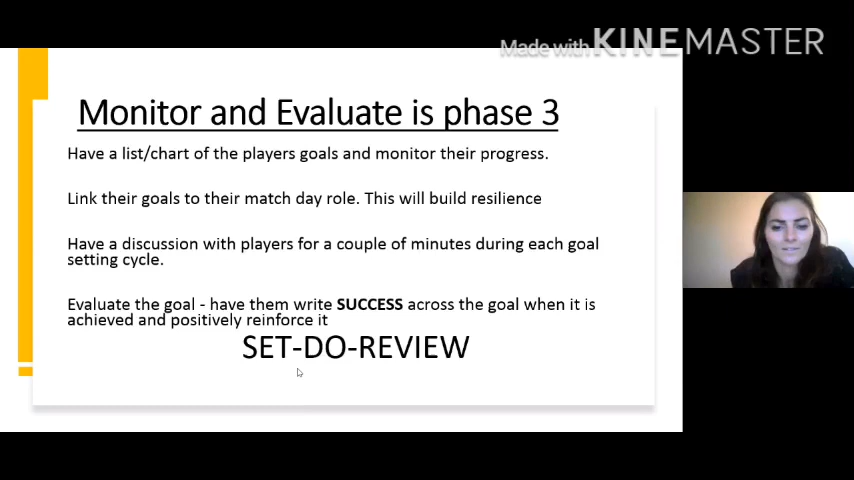 Made with KINEMASTER
Monitor and Evaluate is phase 3
Have a list/chart of the players goals and monitor their progress.
Link their goals to their match day role. This will build resilience
Have a discussion with players for a couple of minutes during each goal
setting cycle.
Evaluate the goal - have them write SUCCESS across the goal when it is
achieved and positively reinforce it
SET-DO-REVIEW